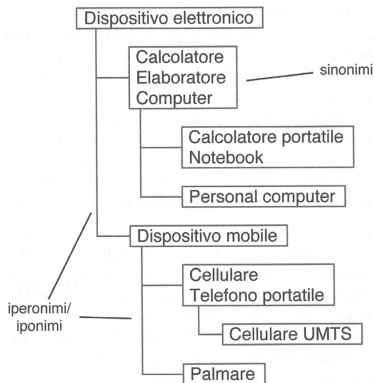 Dispositivo elettronico
Calcolatore
Elaboratore
Computer
sinonimi
Calcolatore portatile
Notebook
Personal computer
Dispositivo mobile
Cellulare
Telefono portatile
iperonimi/
iponimi
Cellulare UMTS
Palmare